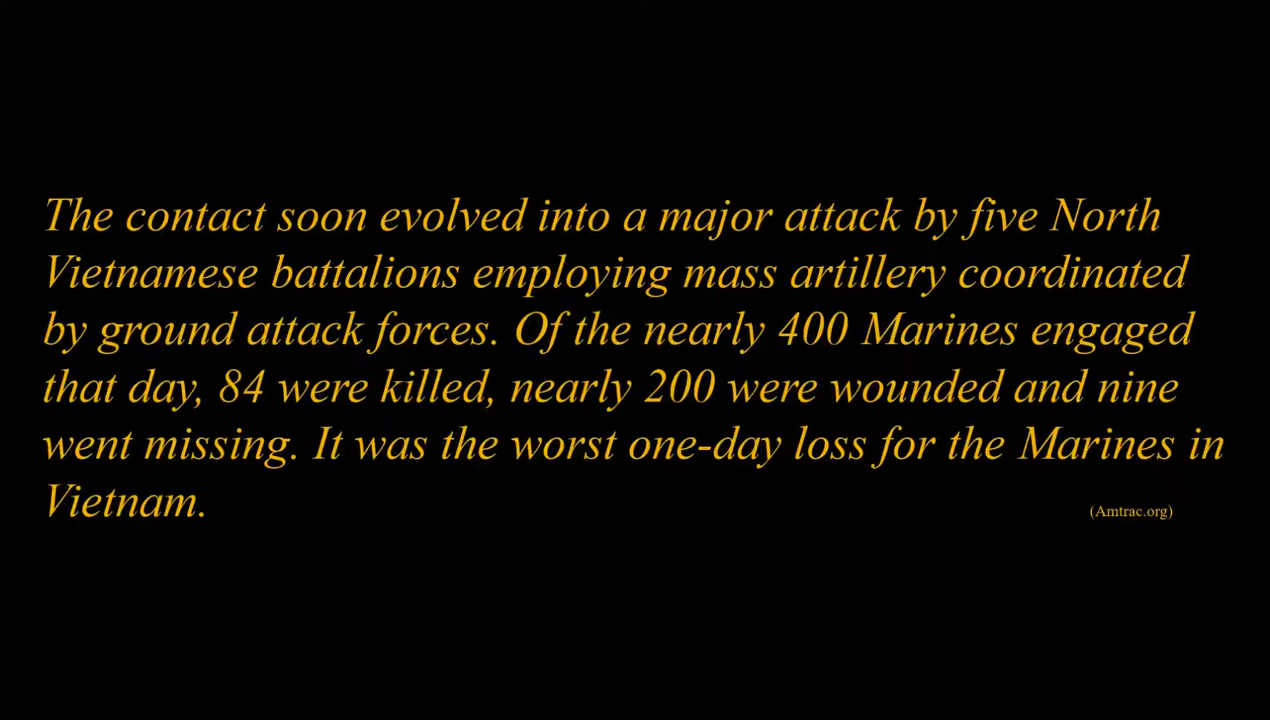 The contact soon evolved into a major attack by five North
Vietnamese battalions employing mass artillery coordinated
by ground attack forces. Of the nearly 400 Marines engaged
that day, 84 were killed, nearly 200 were wounded and nine
went missing. It was the worst one-day loss for the Marines in
Vietnam.
(Amtrac.org)